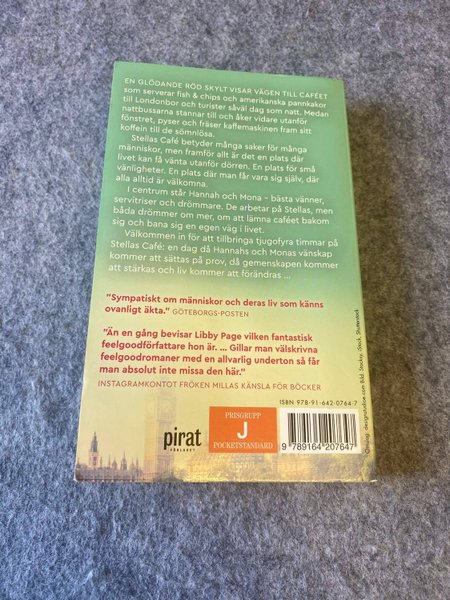 EN GLÖDANDE RÖD SKYLT VISAR VÄGEN TILL CAFÉET
som serverar fish & chips och amerikanska pannkakor
till Londonbor och turister såväl dag som natt. Medan
nattbussarna stannar till och åker vidare utanför
fönstret, pyser och fräser kaffemaskinen fram sitt
koffein till de sömnlösa.
Stellas Café betyder många saker för många
människor, men framför allt är det en plats där
livet kan få vänta utanför dörren. En plats för små
vänligheter. En plats där man får vara sig själv, där
alla alltid är välkomna.
I centrum står Hannah och Mona – bästa vänner,
servitriser och drömmare. De arbetar på Stellas, men
båda drömmer om mer, om att lämna caféet bakom
sig och bana sig en egen väg i livet.
Välkommen in för att tillbringa tjugofyra timmar på
Stellas Café: en dag då Hannahs och Monas vänskap
kommer att sättas på prov, då gemenskapen kommer
att stärkas och liv kommer att förändras ...
"Sympatiskt om människor och deras liv som känns
ovanligt äkta." GÖTEBORGS-POSTEN
"Än en gång bevisar Libby Page vilken fantastisk
feelgoodförfattare hon är. ... Gillar man välskrivna
feelgoodromaner med en allvarlig underton så får
man absolut inte missa den här."
INSTAGRAMKONTOT FRÖKEN MILLAS KÄNSLA FÖR BÖCKER
ISBN 978-91-642-0764-7
pirat
FÖRLAGET
PRISGRUPP
J
POCKETSTANDARD
9 789164 207647
Omslag: designstudioe.com Bild: Stocksy, iStock, Shutterstock